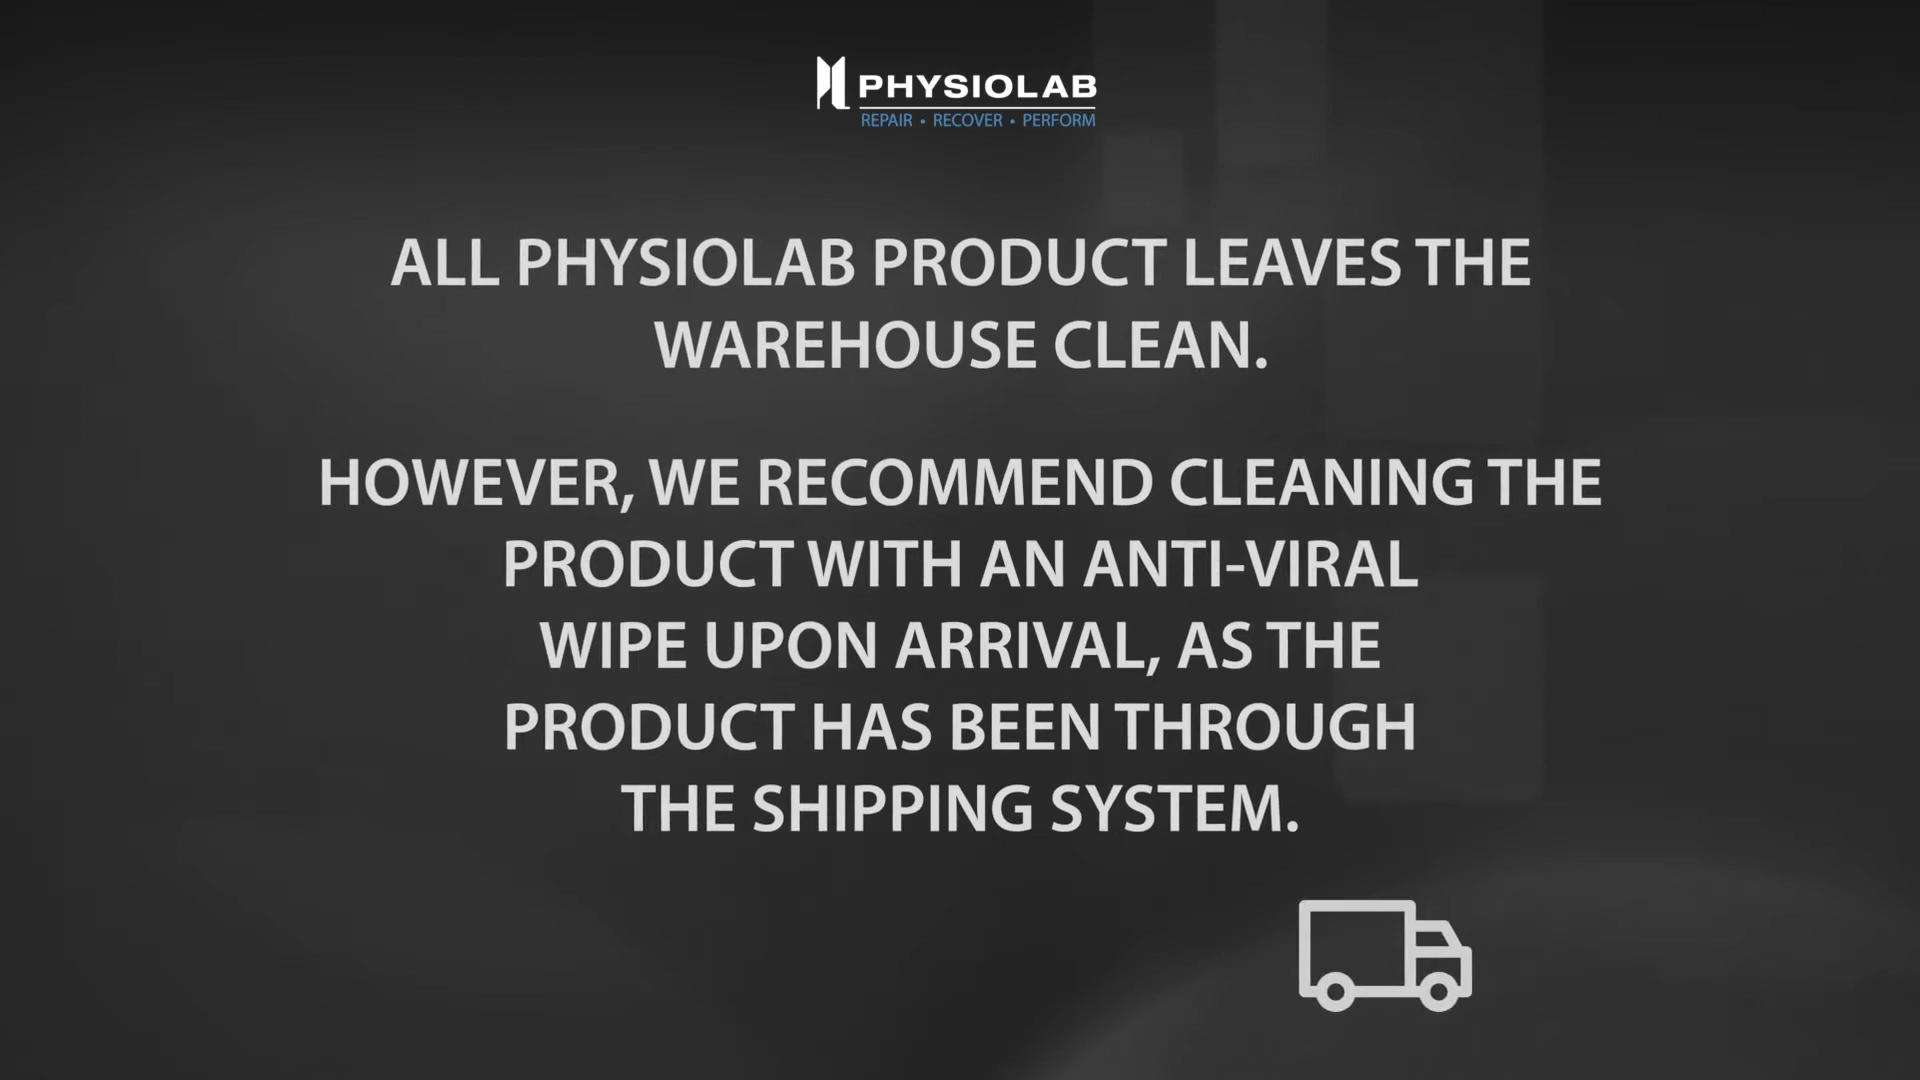 PHYSIOLAB
REPAIR • RECOVER • PERFORM
ALL PHYSIOLAB PRODUCT LEAVES THE
WAREHOUSE CLEAN.
HOWEVER, WE RECOMMEND CLEANING THE
PRODUCT WITH AN ANTI-VIRAL
WIPE UPON ARRIVAL, AS THE
PRODUCT HAS BEEN THROUGH
THE SHIPPING SYSTEM.